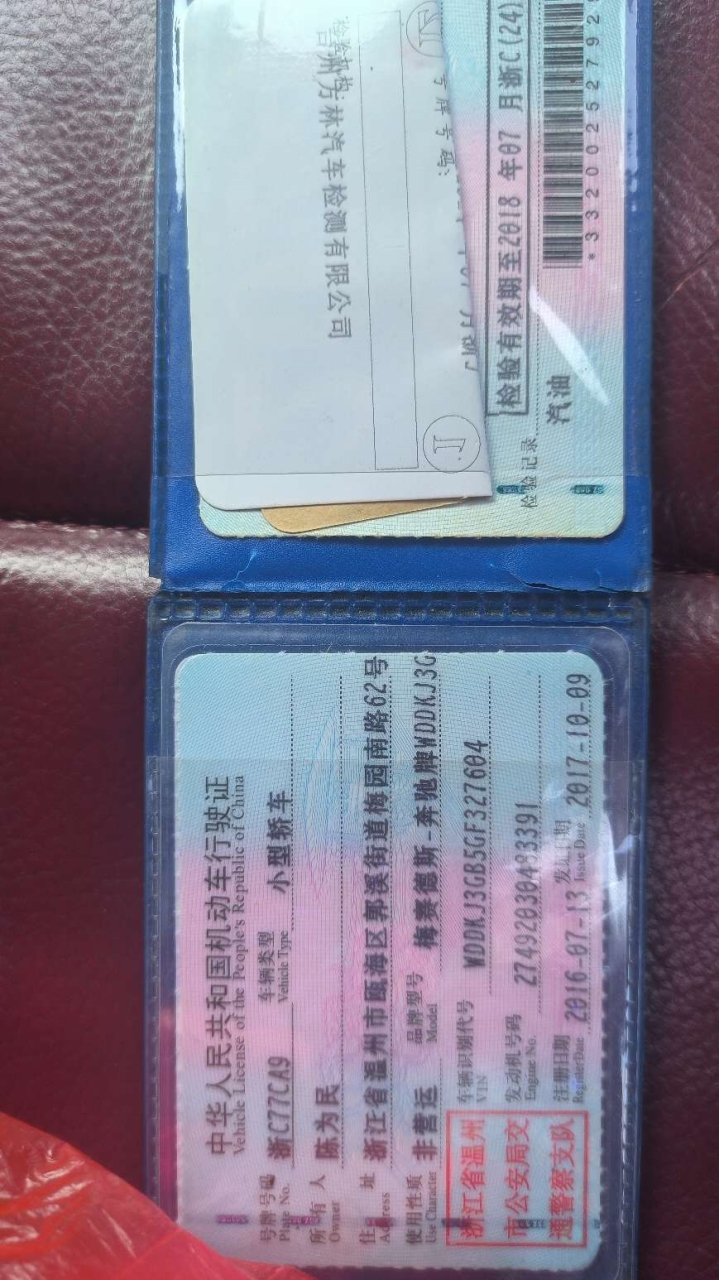 中华人民共和国机动车行驶证
Vehicle License of the People's Republic of China
号牌号码 浙C77CA9 车辆类型 小型轿车
Plate No. Vehicle Type
所有人 陈为民
Owner
住址 浙江省温州市瓯海区郭溪街道梅园南路62号
Address
使用性质 非营运 品牌型号 梅赛德斯-奔驰牌WDDKJ3G
Use Character Model
浙江省温州
市公安局交
通警察支队
车辆识别代号 WDDKJ3GB5GF327604
VIN
发动机号码 27492030483391
Engine No.
注册日期 2016-07-13 发证日期 2017-10-09
Register Date Issue Date
台州方林汽车检测有限公司
检验有效期至2018年07月浙C(24)
检验记录
汽油